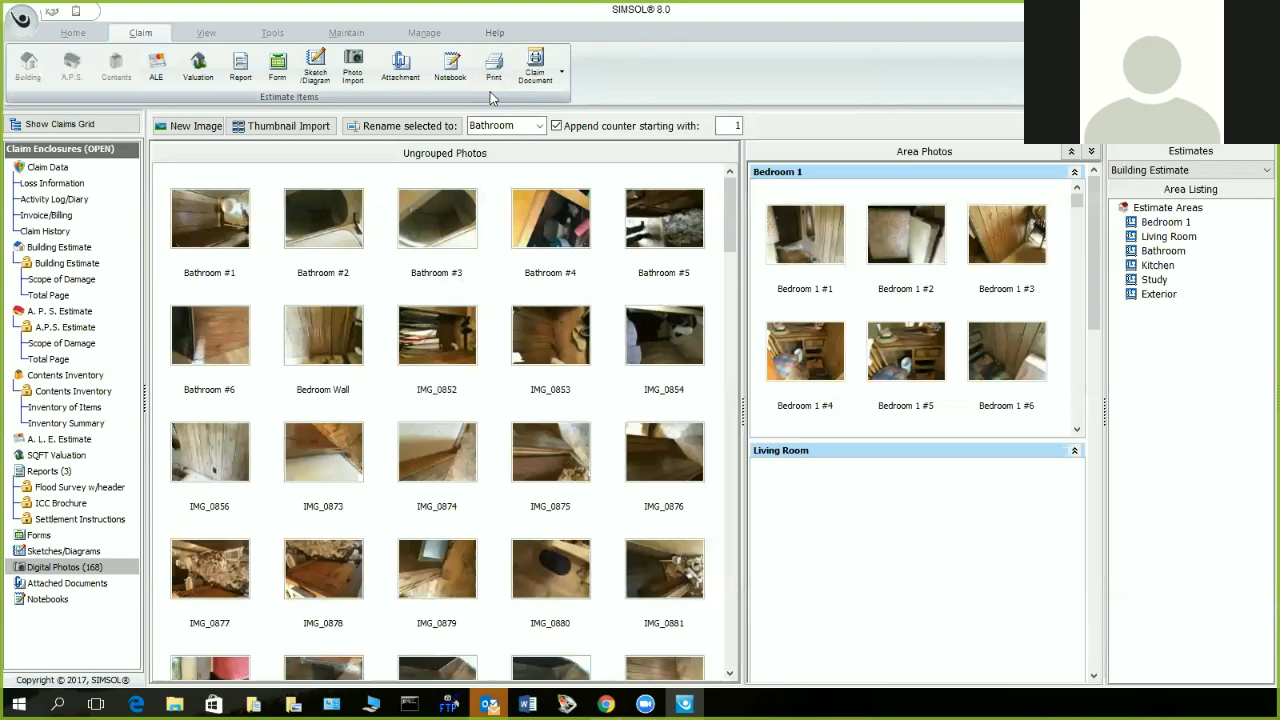 SIMSOL® 8.0
Home Claim View Tools Maintain Manage Help
Building A.P.S. Contents ALE Valuation Report Form Sketch /Diagram Photo Import Attachment Notebook Print Claim Document
Estimate Items
Show Claims Grid
New Image Thumbnail Import Rename selected to: Bathroom Append counter starting with: 1
Claim Enclosures (OPEN)
Claim Data
Loss Information
Activity Log/Diary
Invoice/Billing
Claim History
Building Estimate
Building Estimate
Scope of Damage
Total Page
A. P. S. Estimate
A.P.S. Estimate
Scope of Damage
Total Page
Contents Inventory
Contents Inventory
Inventory of Items
Inventory Summary
A. L. E. Estimate
SQFT Valuation
Reports (3)
Flood Survey w/header
ICC Brochure
Settlement Instructions
Forms
Sketches/Diagrams
Digital Photos (168)
Attached Documents
Notebooks
Copyright © 2017, SIMSOL®
Ungrouped Photos
Bathroom #1 Bathroom #2 Bathroom #3 Bathroom #4 Bathroom #5
Bathroom #6 Bedroom Wall IMG_0852 IMG_0853 IMG_0854
IMG_0856 IMG_0873 IMG_0874 IMG_0875 IMG_0876
IMG_0877 IMG_0878 IMG_0879 IMG_0880 IMG_0881
Area Photos
Bedroom 1
Bedroom 1 #1 Bedroom 1 #2 Bedroom 1 #3
Bedroom 1 #4 Bedroom 1 #5 Bedroom 1 #6
Living Room
Estimates
Building Estimate
Area Listing
Estimate Areas
Bedroom 1
Living Room
Bathroom
Kitchen
Study
Exterior
FTP